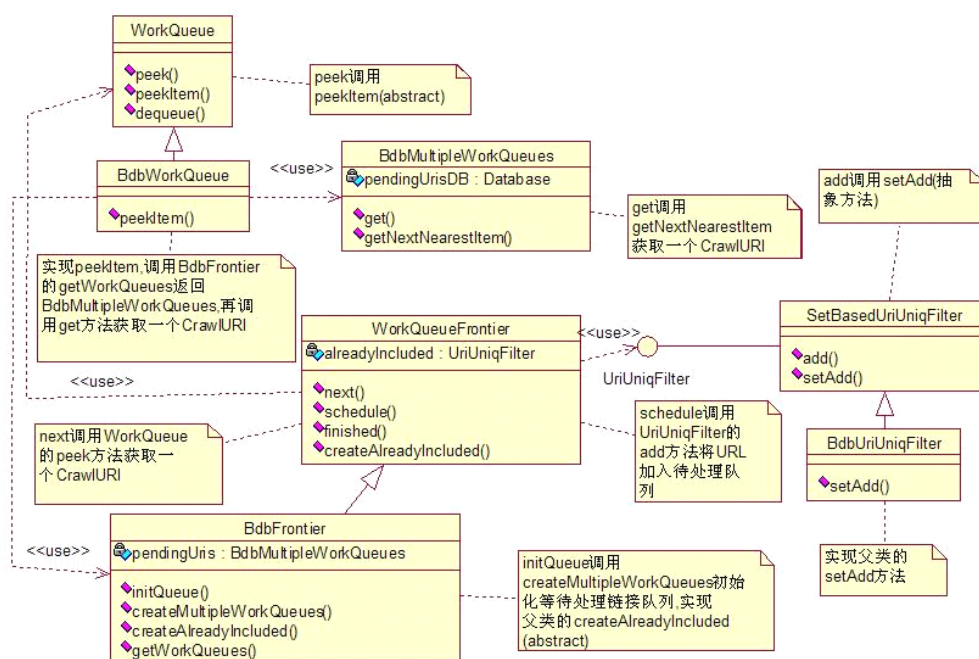 WorkQueue
peek()
peekItem()
dequeue()
peek调用
peekItem(abstract)
BdbWorkQueue
peekItem()
<<use>>
BdbMultipleWorkQueues
pendingUrisDB : Database
get()
getNextNearestItem()
get调用
getNextNearestItem
获取一个CrawlURI
add调用setAdd(抽
象方法)
实现peekItem,调用BdbFrontier
的getWorkQueues返回
BdbMultipleWorkQueues,再调
用get方法获取一个CrawlURI
WorkQueueFrontier
alreadyIncluded : UriUniqFilter
next()
schedule()
finished()
createAlreadyIncluded()
<<use>>
UriUniqFilter
SetBasedUriUniqFilter
add()
setAdd()
<<use>>
next调用WorkQueue
的peek方法获取一
个CrawlURI
schedule调用
UriUniqFilter的
add方法将URL
加入待处理队
列
BdbUriUniqFilter
setAdd()
实现父类的
setAdd方法
<<use>>
BdbFrontier
pendingUris : BdbMultipleWorkQueues
initQueue()
createMultipleWorkQueues()
createAlreadyIncluded()
getWorkQueues()
initQueue调用
createMultipleWorkQueues初始
化等待处理链接队列,实现
父类的createAlreadyIncluded
(abstract)